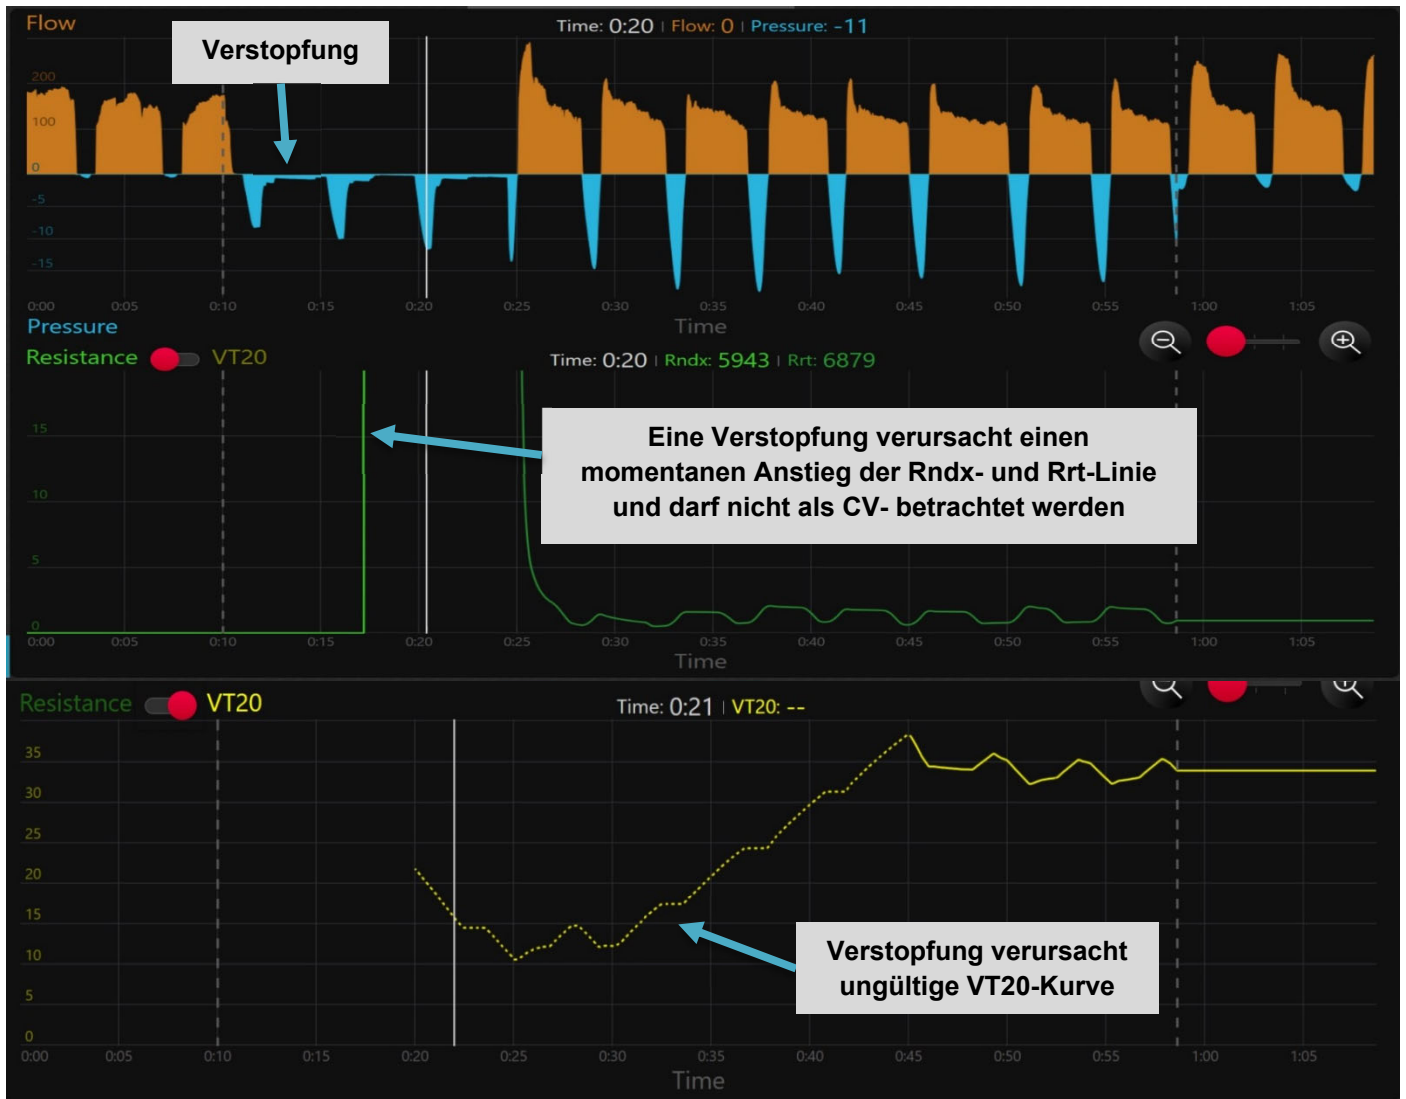 Flow
Time: 0:20 | Flow: 0 | Pressure: -11
Verstopfung
200
100
0
-5
-10
-15
0:00 0:05 0:10 0:15 0:20 0:25 0:30 0:35 0:40 0:45 0:50 0:55 1:00 1:05
Pressure
Time
Resistance VT20
Time: 0:20 | Rndx: 5943 | Rrt: 6879
Eine Verstopfung verursacht einen
momentanen Anstieg der Rndx- und Rrt-Linie
und darf nicht als CV- betrachtet werden
15
10
5
0
0:00 0:05 0:10 0:15 0:20 0:25 0:30 0:35 0:40 0:45 0:50 0:55 1:00 1:05
Time
Resistance VT20
Time: 0:21 | VT20: --
35
30
25
20
15
10
5
0
Verstopfung verursacht
ungültige VT20-Kurve
0:00 0:05 0:10 0:15 0:20 0:25 0:30 0:35 0:40 0:45 0:50 0:55 1:00 1:05
Time